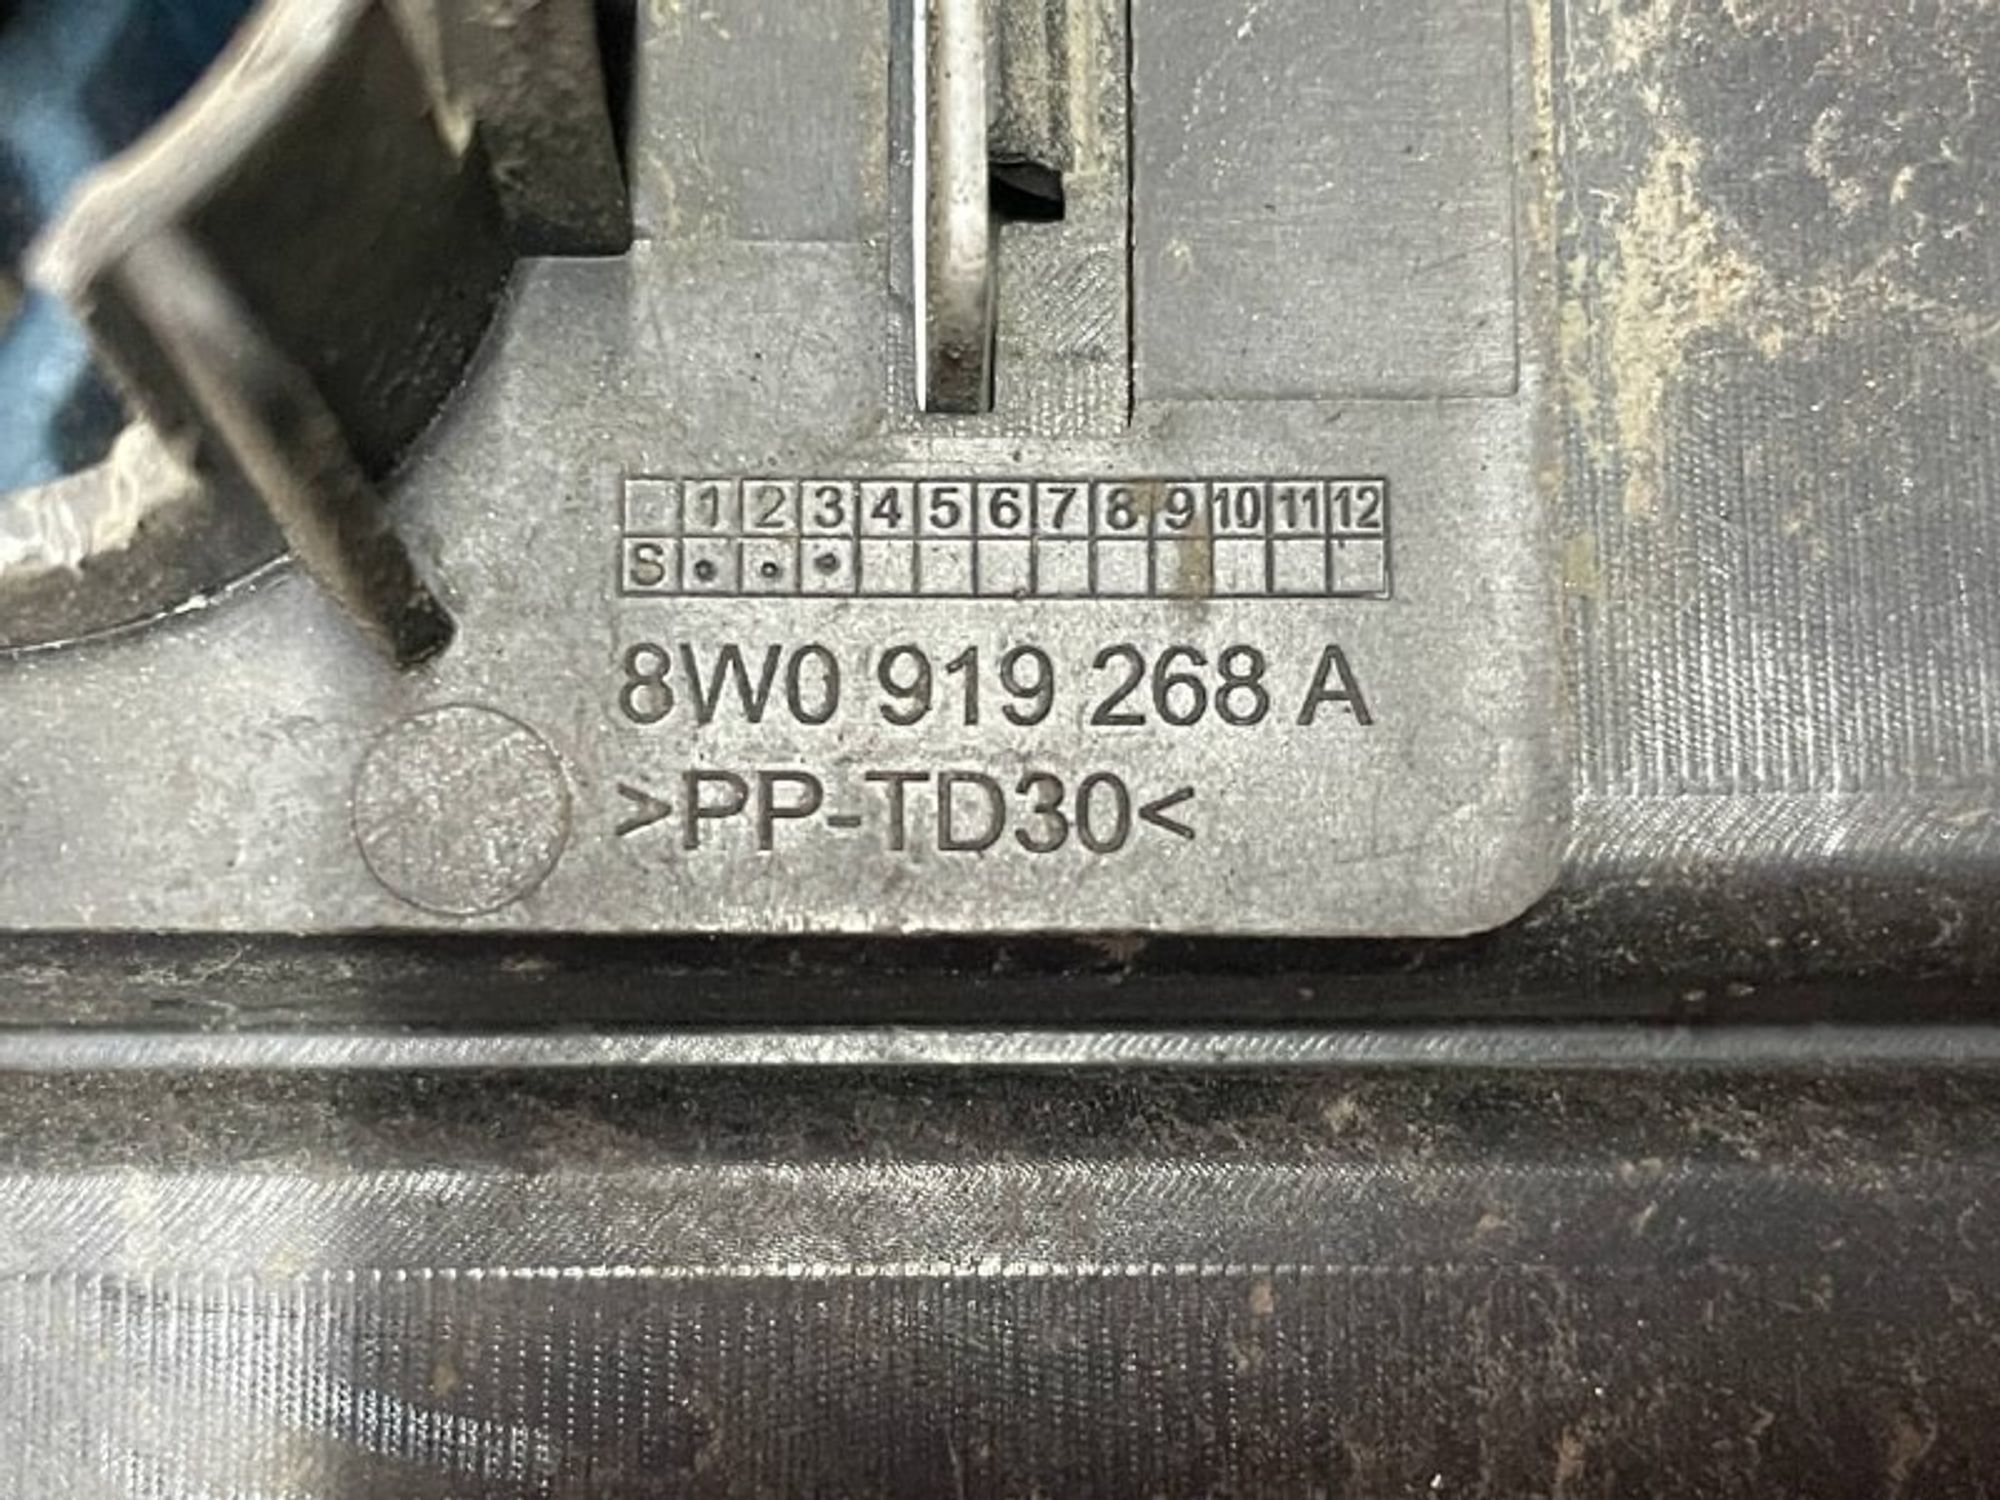 1 2 3 4 5 6 7 8 9 10 11 12
S
8W0 919 268 A
>PP-TD30<